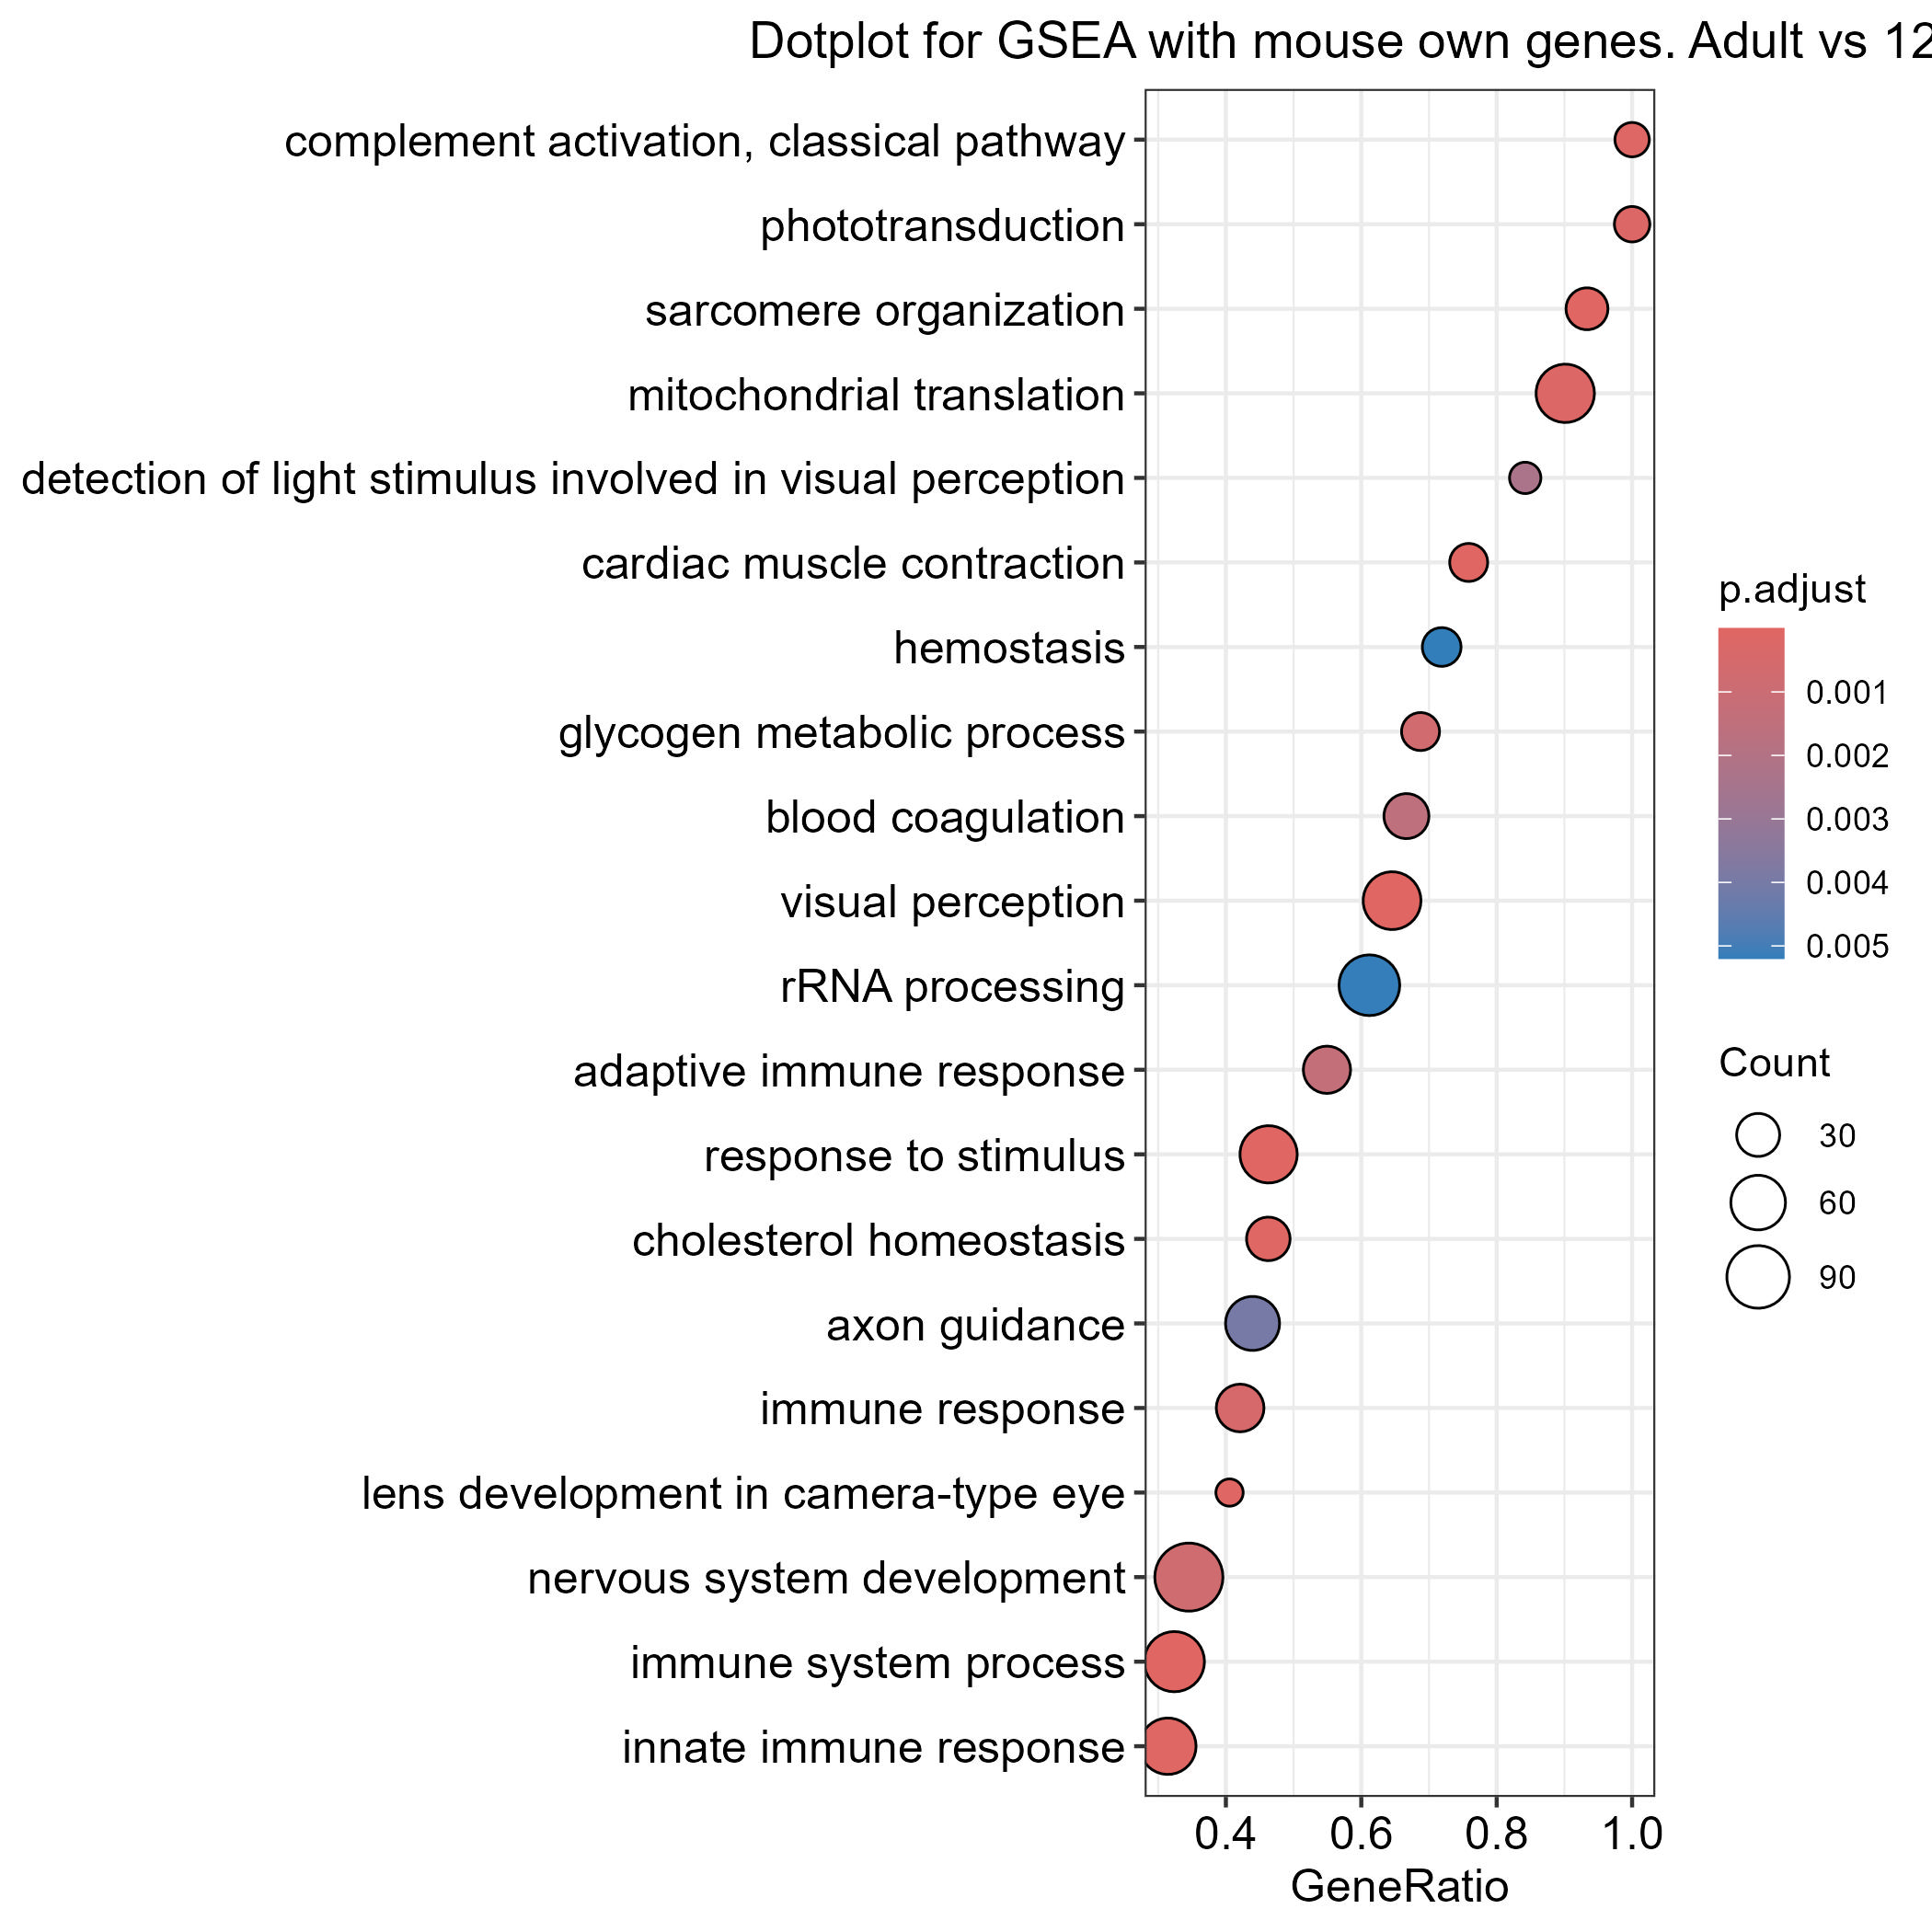 Dotplot for GSEA with mouse own genes. Adult vs 12
complement activation, classical pathway
phototransduction
sarcomere organization
mitochondrial translation
detection of light stimulus involved in visual perception
cardiac muscle contraction
hemostasis
glycogen metabolic process
blood coagulation
visual perception
rRNA processing
adaptive immune response
response to stimulus
cholesterol homeostasis
axon guidance
immune response
lens development in camera-type eye
nervous system development
immune system process
innate immune response
0.4 0.6 0.8 1.0
GeneRatio
p.adjust
0.001
0.002
0.003
0.004
0.005
Count
30
60
90